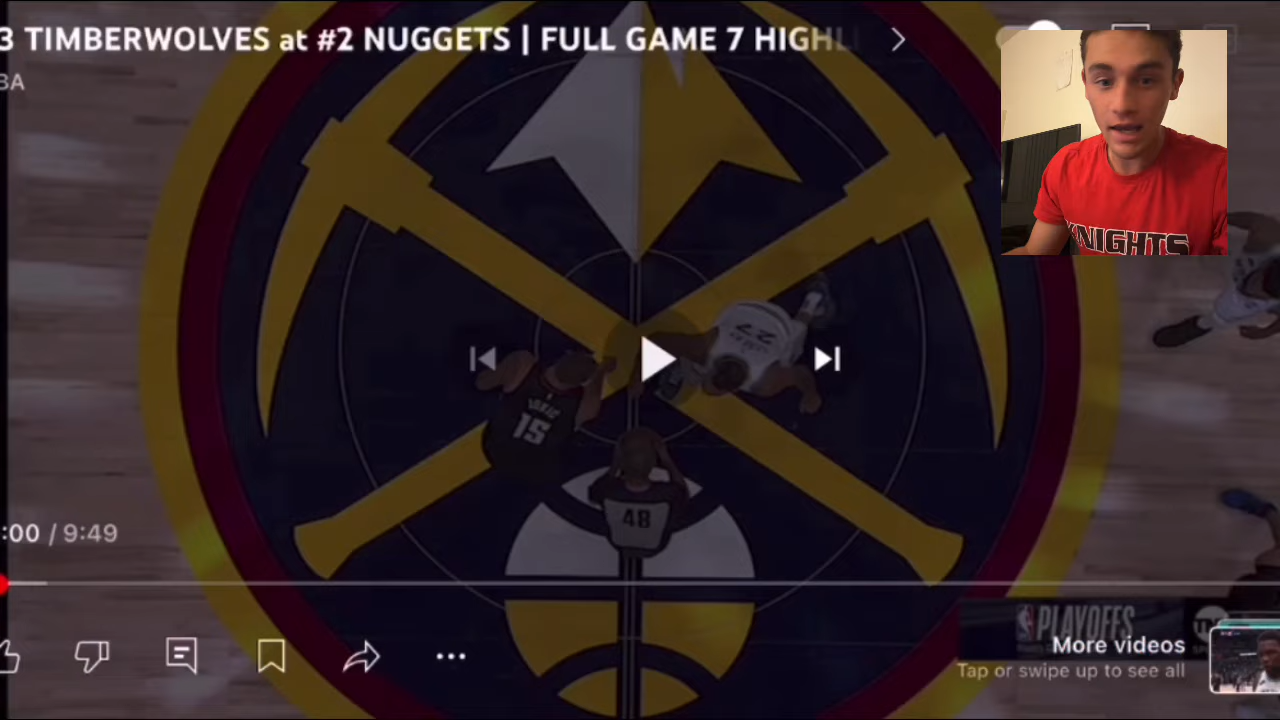 3 TIMBERWOLVES at #2 NUGGETS | FULL GAME 7 HIGHL
BA
KNIGHTS
27
15
48
:00 / 9:49
PLAYOFFS
More videos
Tap or swipe up to see all